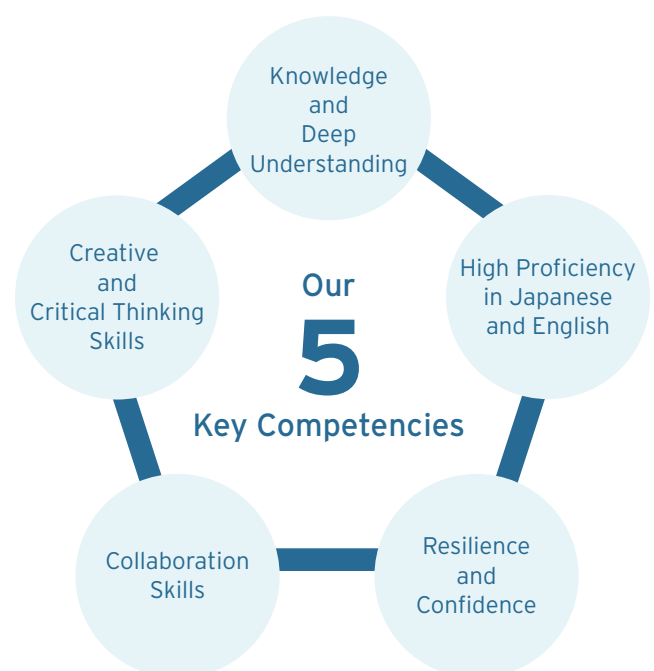 Knowledge
and
Deep
Understanding
High Proficiency
in Japanese
and English
Resilience
and
Confidence
Collaboration
Skills
Creative
and
Critical Thinking
Skills
Our
5
Key Competencies